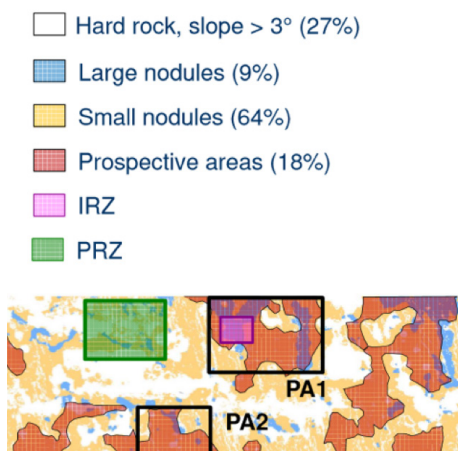 Hard rock, slope > 3° (27%)
Large nodules (9%)
Small nodules (64%)
Prospective areas (18%)
IRZ
PRZ
PA1
PA2